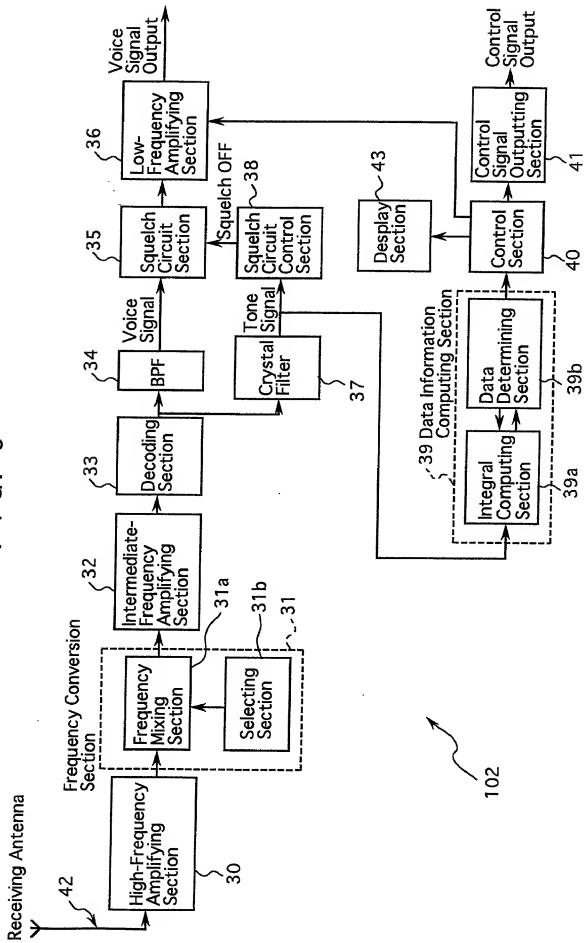 Receiving Antenna
42
High-Frequency
Amplifying
Section
30
Frequency Conversion
Section
Frequency
Mixing
Section
31a
Selecting
Section
31b
31
Intermediate-
Frequency
Amplifying
Section
32
Decoding
Section
33
BPF
34
Voice
Signal
Squelch
Circuit
Section
35
Low-
Frequency
Amplifying
Section
36
Voice
Signal
Output
Crystal
Filter
37
Tone
Signal
Squelch
Circuit
Control
Section
38
Squelch OFF
39 Data Information
Computing Section
Integral
Computing
Section
39a
Data
Determining
Section
39b
Control
Section
40
Desplay
Section
43
Control
Signal
Outputting
Section
41
Control
Signal
Output
102